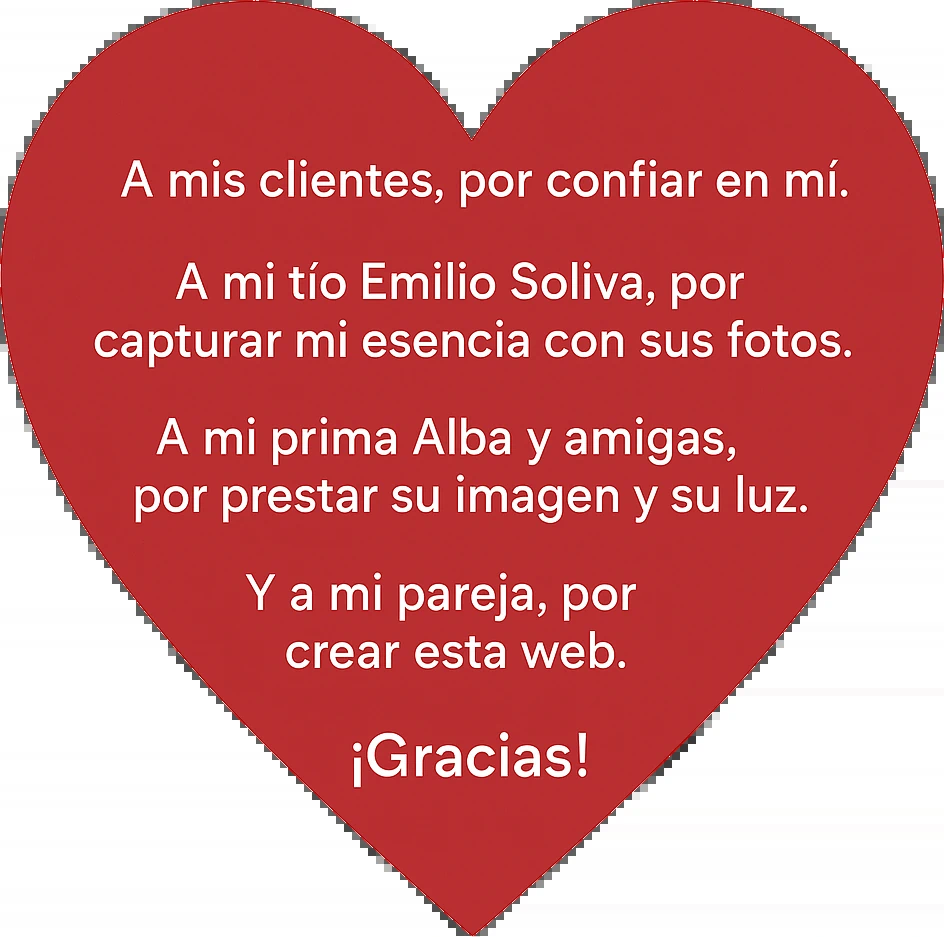 A mis clientes, por confiar en mí.
A mi tío Emilio Soliva, por
capturar mi esencia con sus fotos.
A mi prima Alba y amigas,
por prestar su imagen y su luz.
Y a mi pareja, por
crear esta web.
¡Gracias!